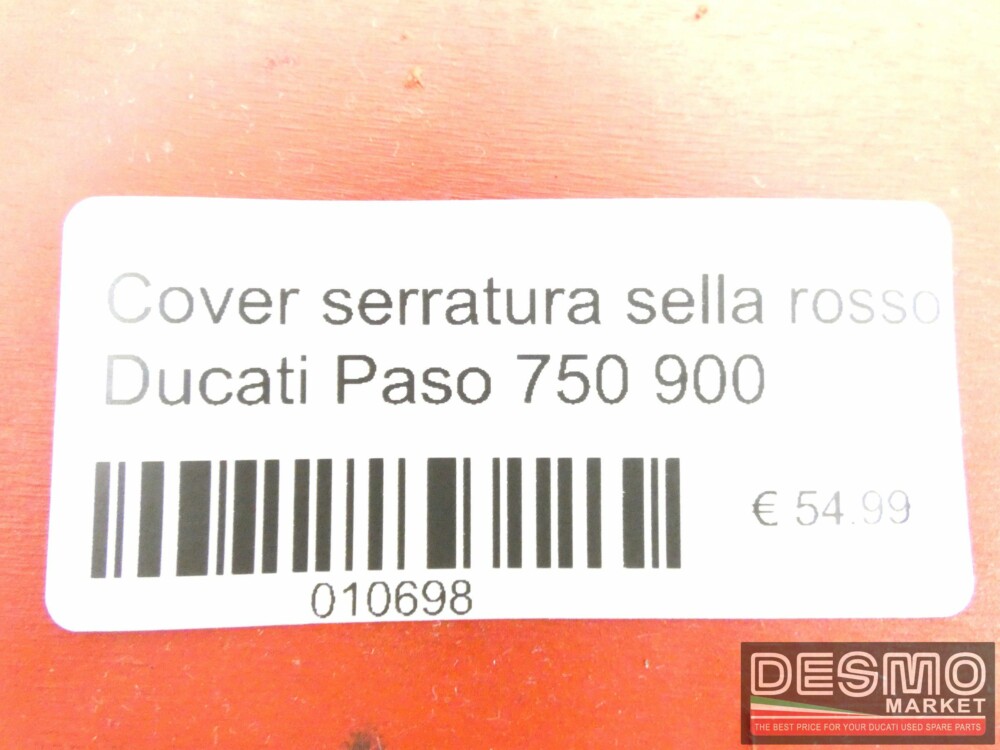 Cover serratura sella rosso
Ducati Paso 750 900
€ 54.99
010698
DESMO
MARKET
THE BEST PRICE FOR YOUR DUCATI USED SPARE PARTS